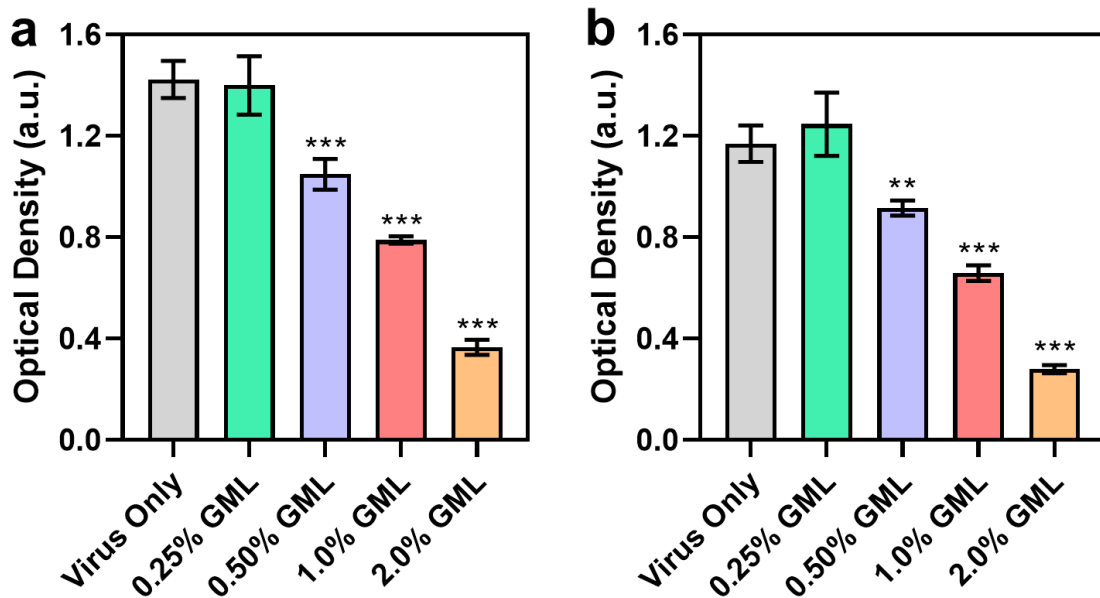 a
Optical Density (a.u.)
1.6
1.2
0.8
0.4
0.0
***
***
***
Virus Only
0.25% GML
0.50% GML
1.0% GML
2.0% GML
b
Optical Density (a.u.)
1.6
1.2
0.8
0.4
0.0
**
***
***
Virus Only
0.25% GML
0.50% GML
1.0% GML
2.0% GML